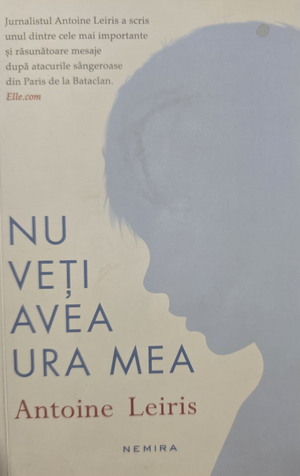 Jurnalistul Antoine Leiris a scris
unul dintre cele mai importante
și răsunătoare mesaje
după atacurile sângeroase
din Paris de la Bataclan.
Elle.com
NU
VEȚI
AVEA
URA MEA
Antoine Leiris
NEMIRA